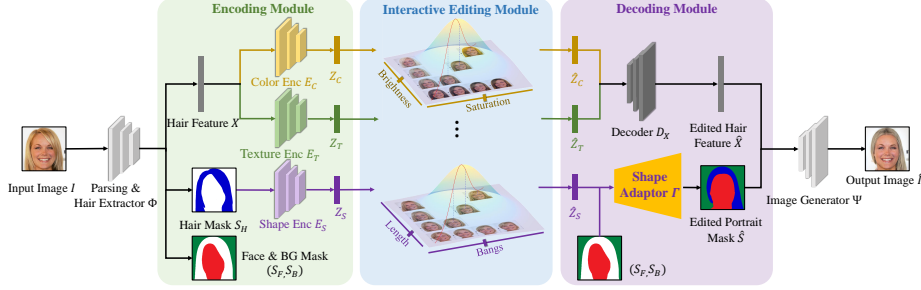 Encoding Module
Interactive Editing Module
Decoding Module
Color Enc E_C
Z_C
Brightness
Saturation
Ẑ_C
Hair Feature X
Texture Enc E_T
Z_T
Ẑ_T
Decoder D_X
Edited Hair
Feature X̂
Input Image I
Parsing &
Hair Extractor Φ
Hair Mask S_H
Shape Enc E_S
Z_S
Length
Bangs
Ẑ_S
Shape
Adaptor Γ
Edited Portrait
Mask Ŝ
Image Generator Ψ
Output Image Î
Face & BG Mask
(S_F,S_B)
(S_F,S_B)